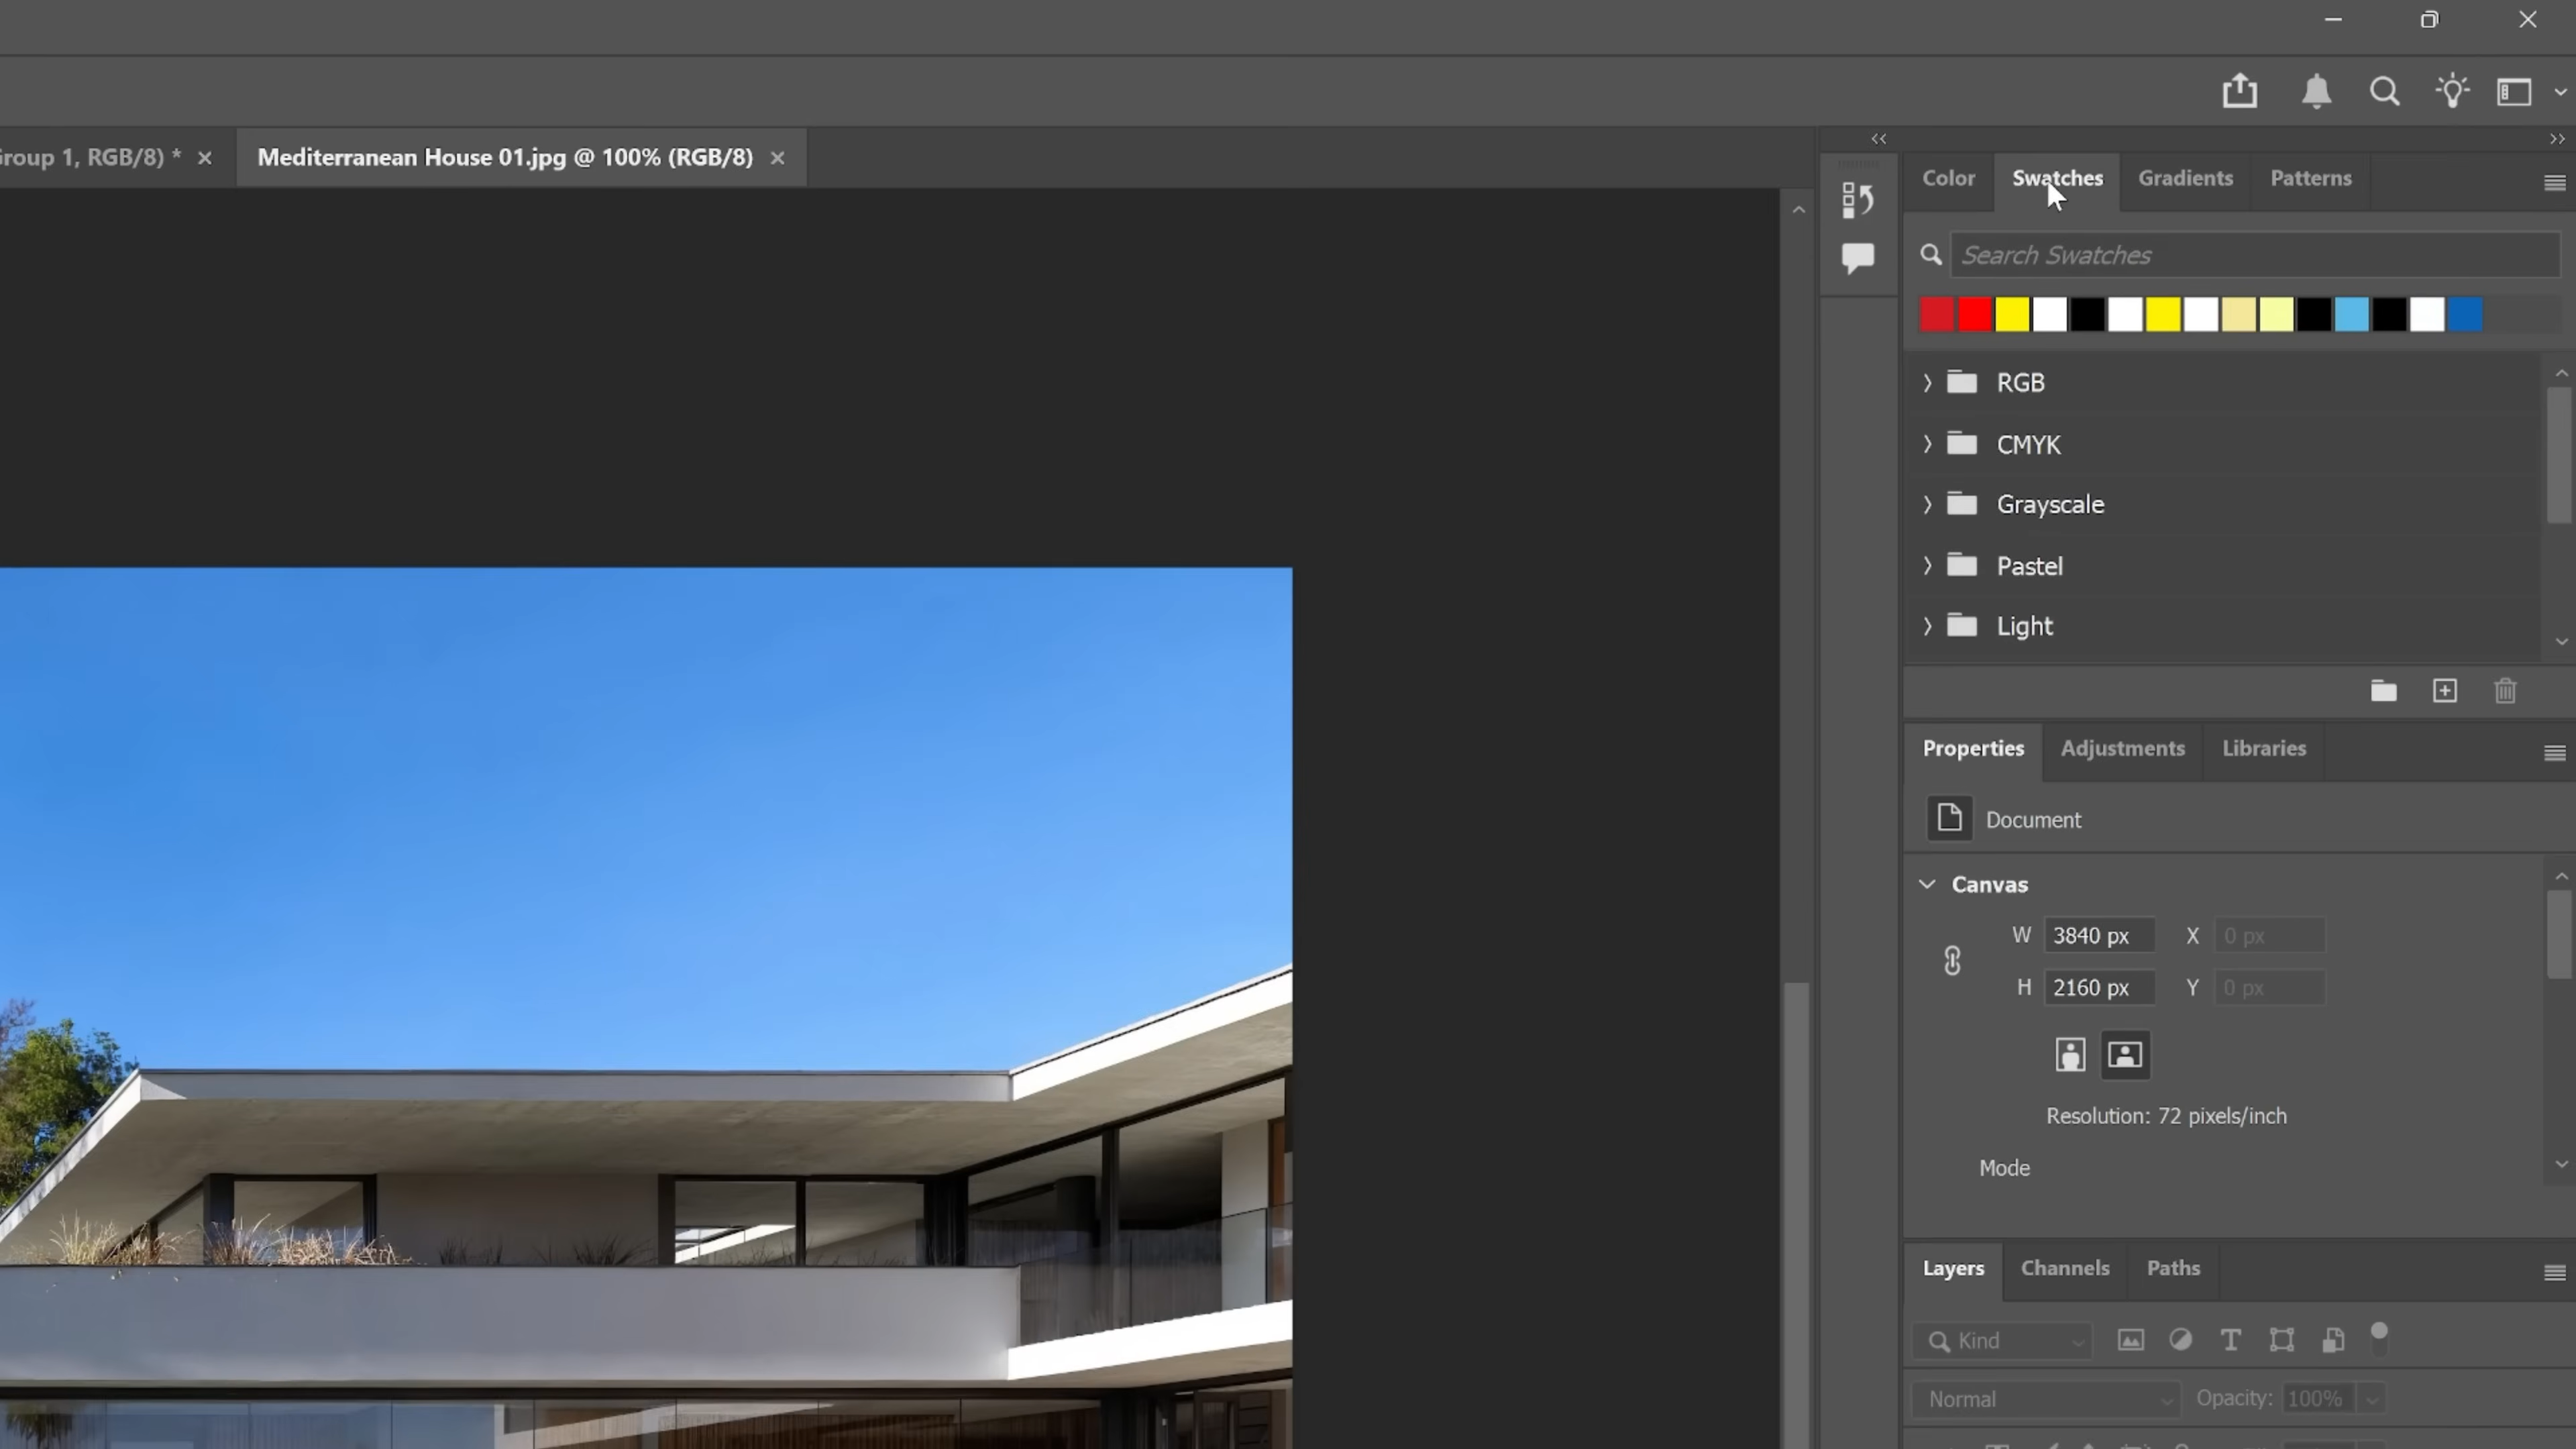 Group 1, RGB/8) *
Mediterranean House 01.jpg @ 100% (RGB/8)
Color Swatches Gradients Patterns
Search Swatches
RGB
CMYK
Grayscale
Pastel
Light
Properties Adjustments Libraries
Document
Canvas
W 3840 px X 0 px
H 2160 px Y 0 px
Resolution: 72 pixels/inch
Mode
Layers Channels Paths
Kind
Normal Opacity: 100%